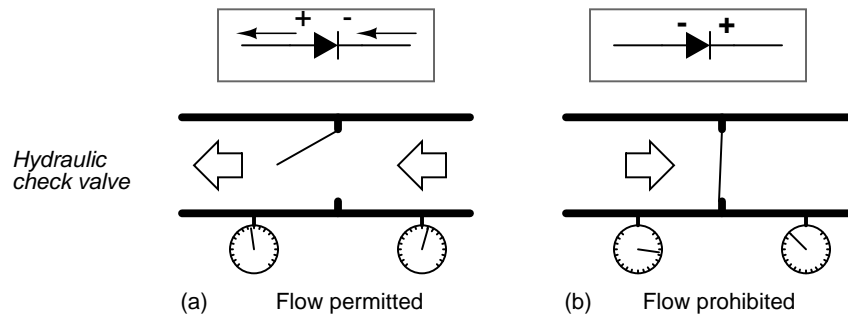 + -
- +
Hydraulic
check valve
(a) Flow permitted
(b) Flow prohibited